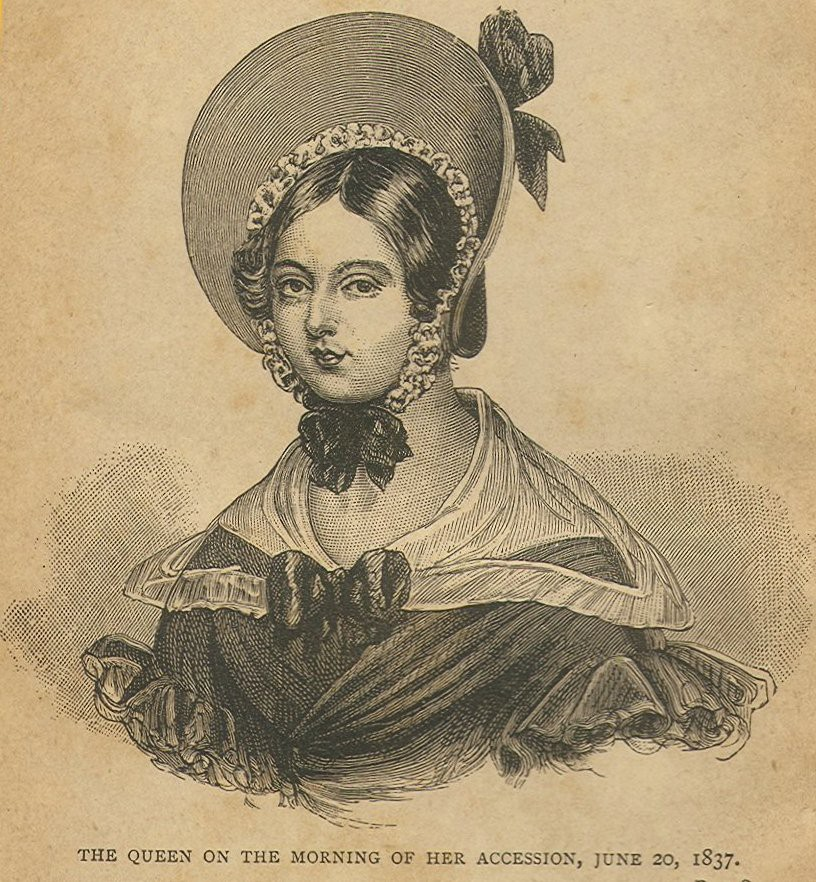 THE QUEEN ON THE MORNING OF HER ACCESSION, JUNE 20, 1837.